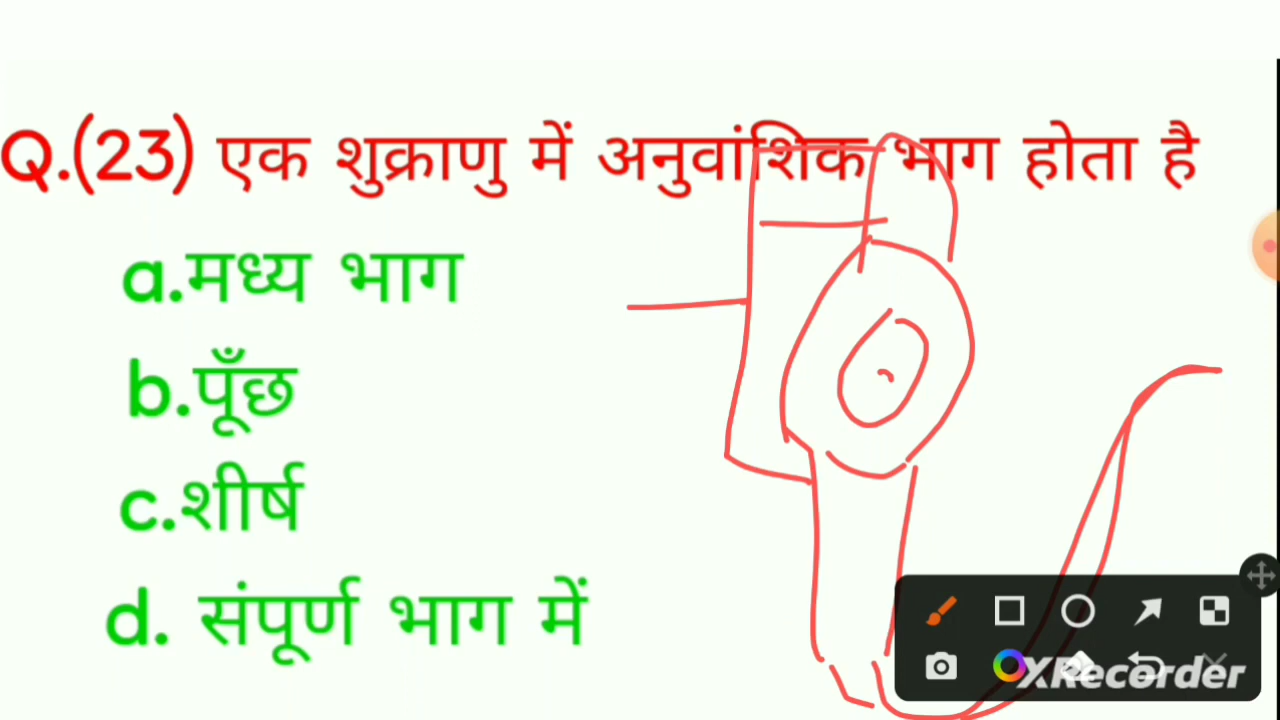 Q.(23) एक शुक्राणु में अनुवांशिक भाग होता है
a.मध्य भाग
b.पूँछ
c.शीर्ष
d. संपूर्ण भाग में
XRecorder